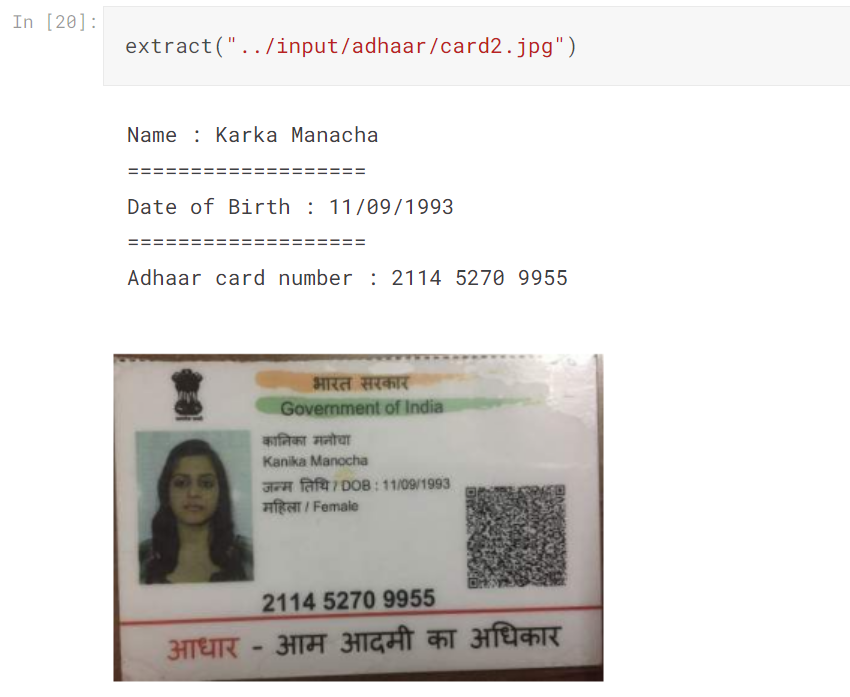 In [20]:
extract("../input/adhaar/card2.jpg")
Name : Karka Manacha
===================
Date of Birth : 11/09/1993
===================
Adhaar card number : 2114 5270 9955
भारत सरकार
Government of India
कानिका मनोचा
Kanika Manocha
जन्म तिथि / DOB : 11/09/1993
महिला / Female
2114 5270 9955
आधार - आम आदमी का अधिकार